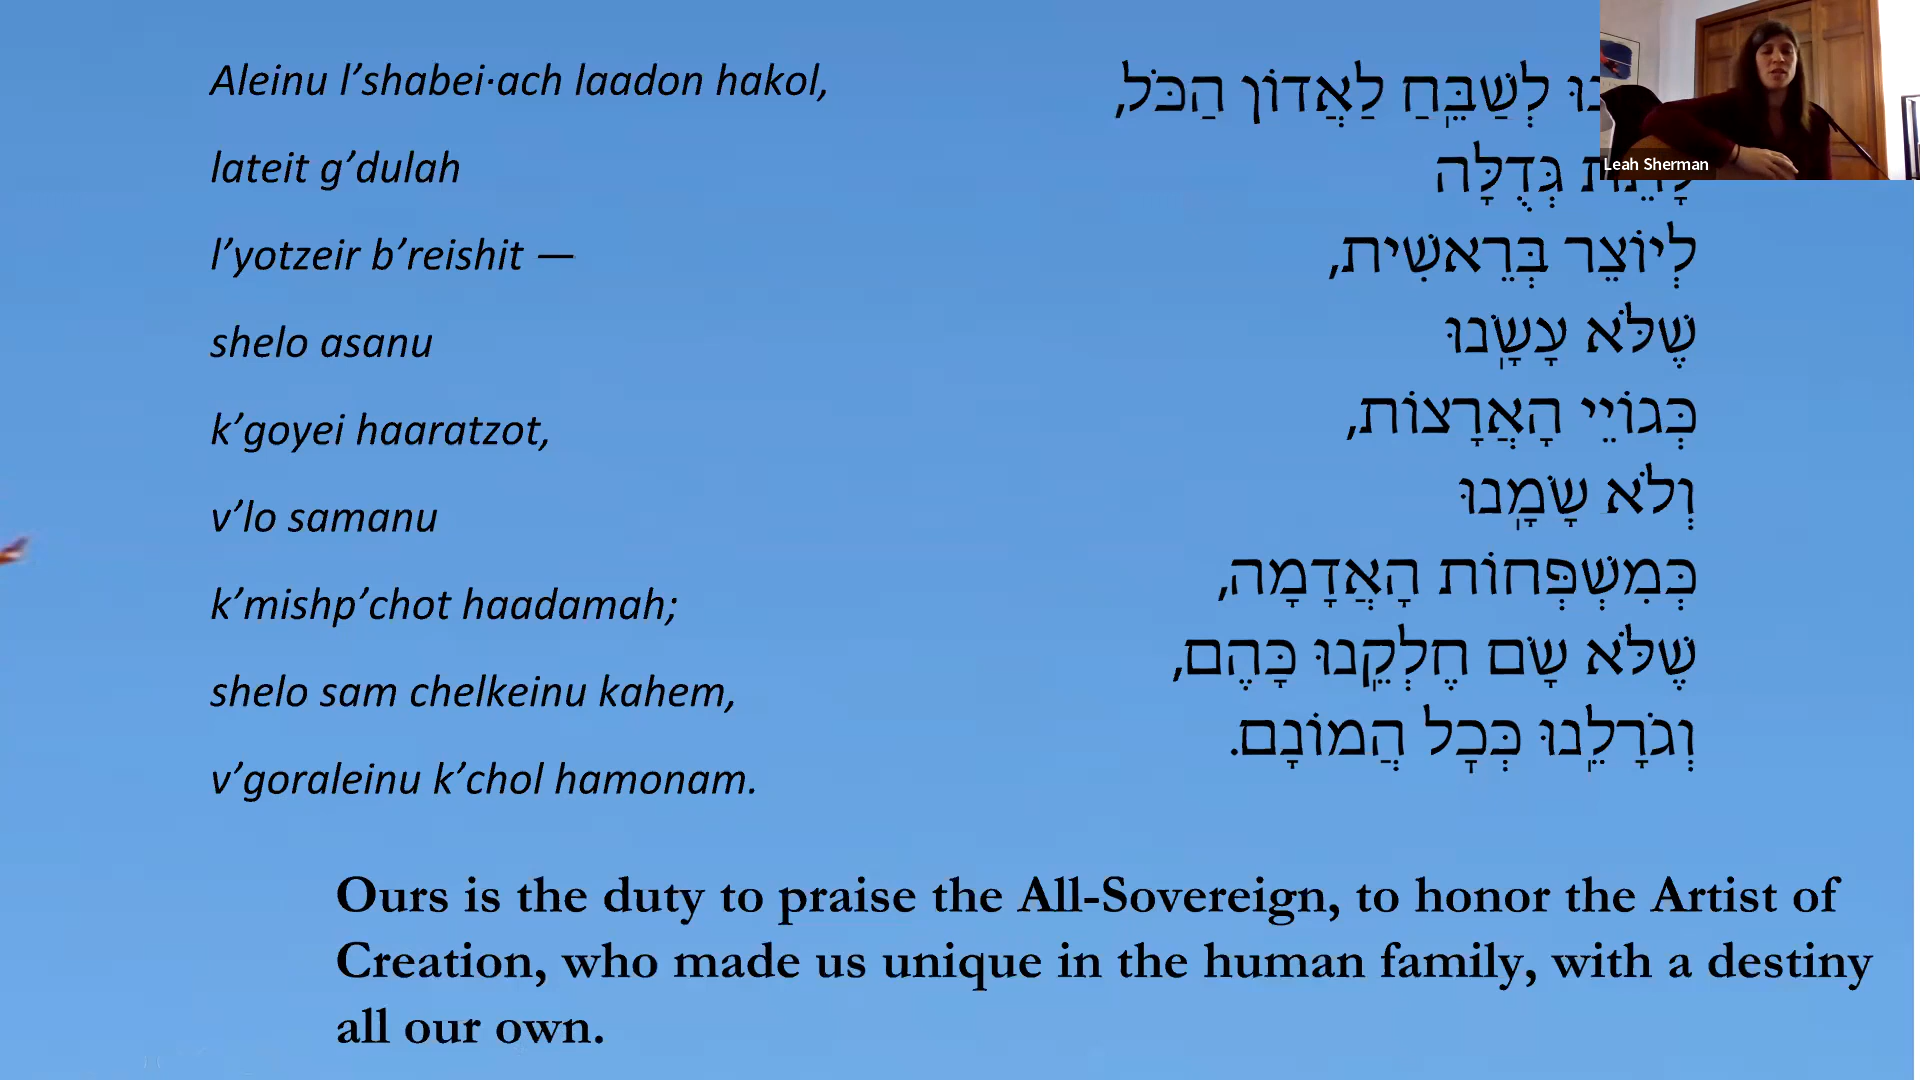 Aleinu l’shabei·ach laadon hakol,
lateit g’dulah
l’yotzeir b’reishit —
shelo asanu
k’goyei haaratzot,
v’lo samanu
k’mishp’chot haadamah;
shelo sam chelkeinu kahem,
v’goraleinu k’chol hamonam.
לְשַׁבֵּֽחַ לַאֲדוֹן הַכֹּל,
גְּדֻלָּה
לְיוֹצֵר בְּרֵאשִׁית,
שֶׁלֹּא עָשָֽׂנוּ
כְּגוֹיֵי הָאֲרָצוֹת,
וְלֹא שָׂמָֽנוּ
כְּמִשְׁפְּחוֹת הָאֲדָמָה,
שֶׁלֹּא שָׂם חֶלְקֵֽנוּ כָּהֶם,
וְגֹרָלֵֽנוּ כְּכׇל הֲמוֹנָם.
Leah Sherman
Ours is the duty to praise the All-Sovereign, to honor the Artist of
Creation, who made us unique in the human family, with a destiny
all our own.